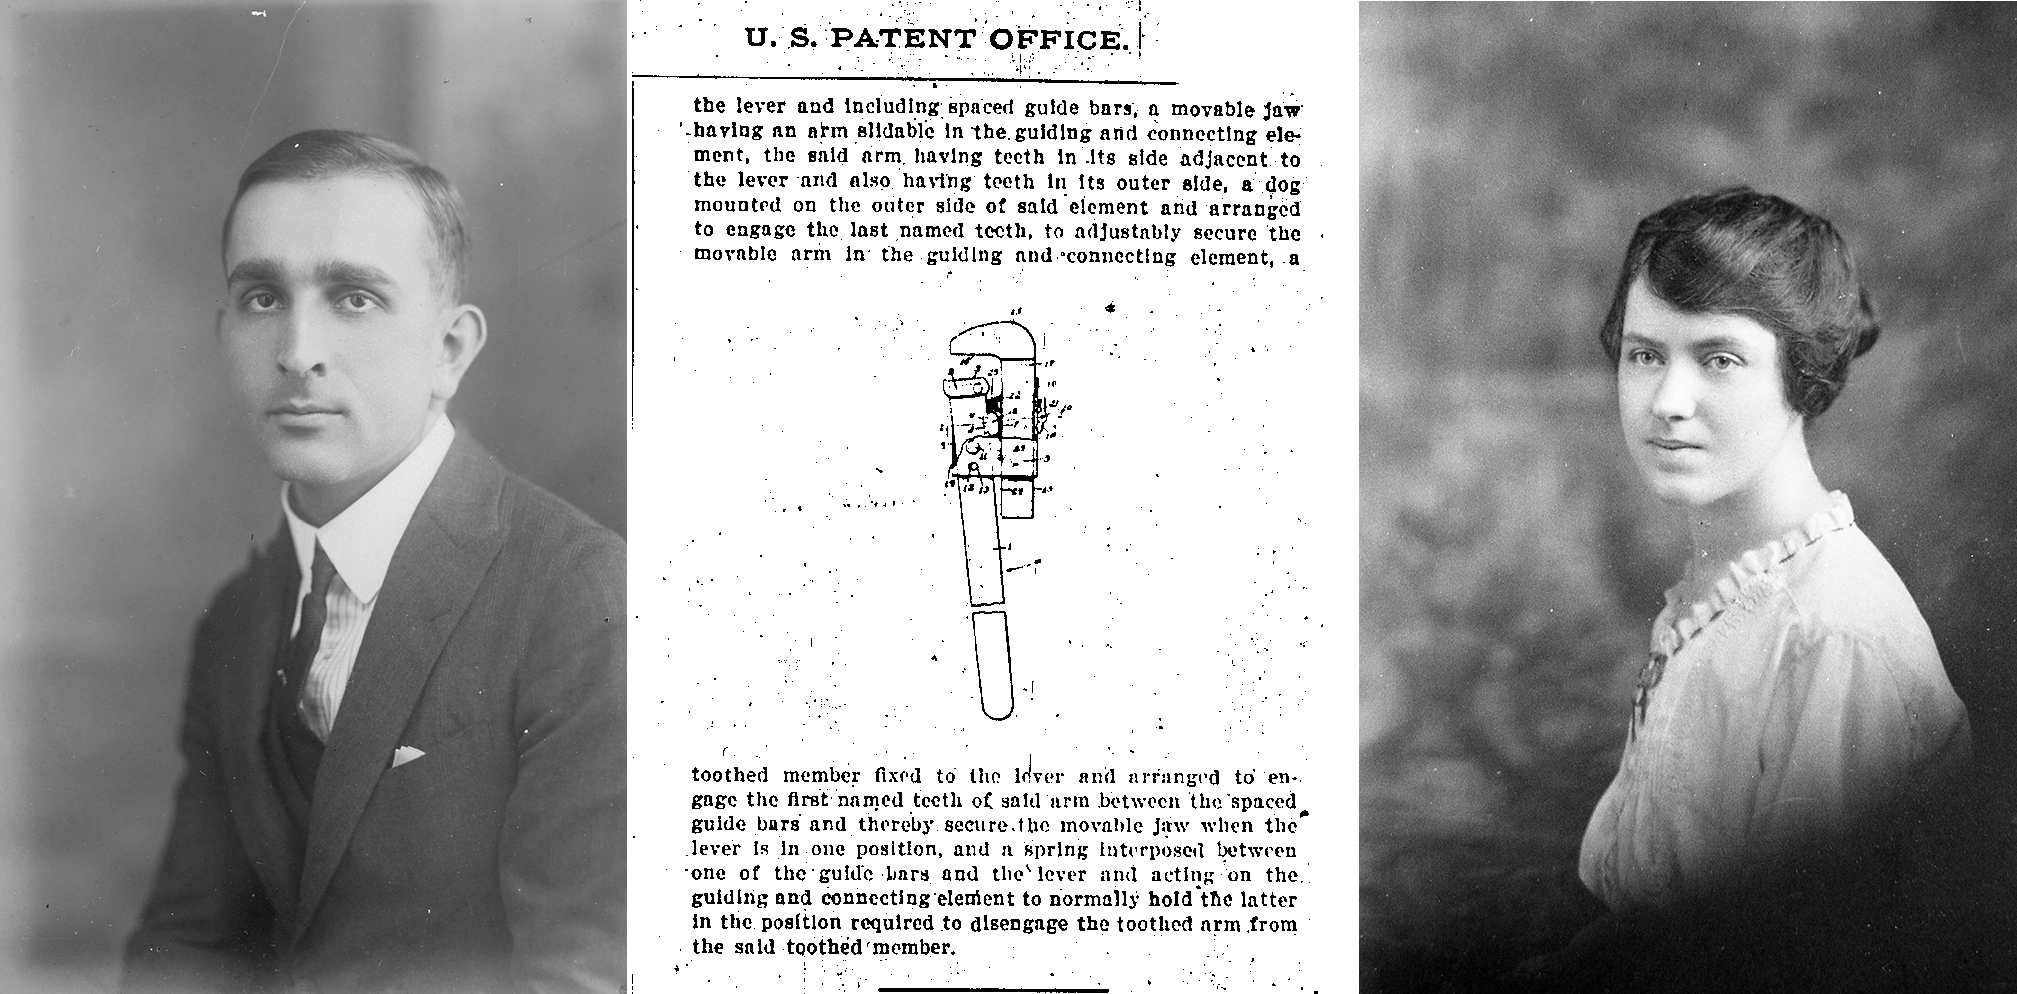 U. S. PATENT OFFICE.
the lever and including spaced guide bars, a movable jaw
having an arm slidable in the guiding and connecting ele-
ment, the said arm having teeth in its side adjacent to
the lever and also having teeth in its outer side, a dog
mounted on the outer side of said element and arranged
to engage the last named teeth, to adjustably secure the
movable arm in the guiding and connecting element, a
toothed member fixed to the lever and arranged to en-
gage the first named teeth of said arm between the spaced
guide bars and thereby secure the movable jaw when the
lever is in one position, and a spring interposed between
one of the guide bars and the lever and acting on the
guiding and connecting element to normally hold the latter
in the position required to disengage the toothed arm from
the said toothed member.